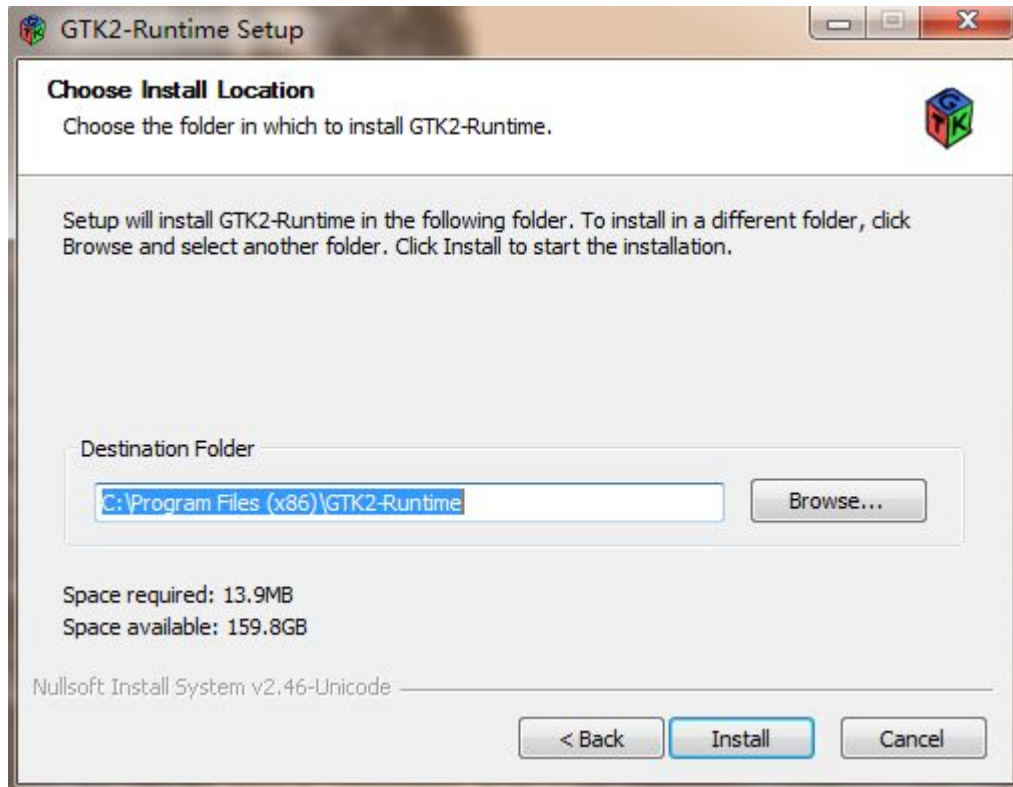 GTK2-Runtime Setup
Choose Install Location
Choose the folder in which to install GTK2-Runtime.
G
T K
Setup will install GTK2-Runtime in the following folder. To install in a different folder, click
Browse and select another folder. Click Install to start the installation.
Destination Folder
C:\Program Files (x86)\GTK2-Runtime
Browse...
Space required: 13.9MB
Space available: 159.8GB
Nullsoft Install System v2.46-Unicode
< Back
Install
Cancel